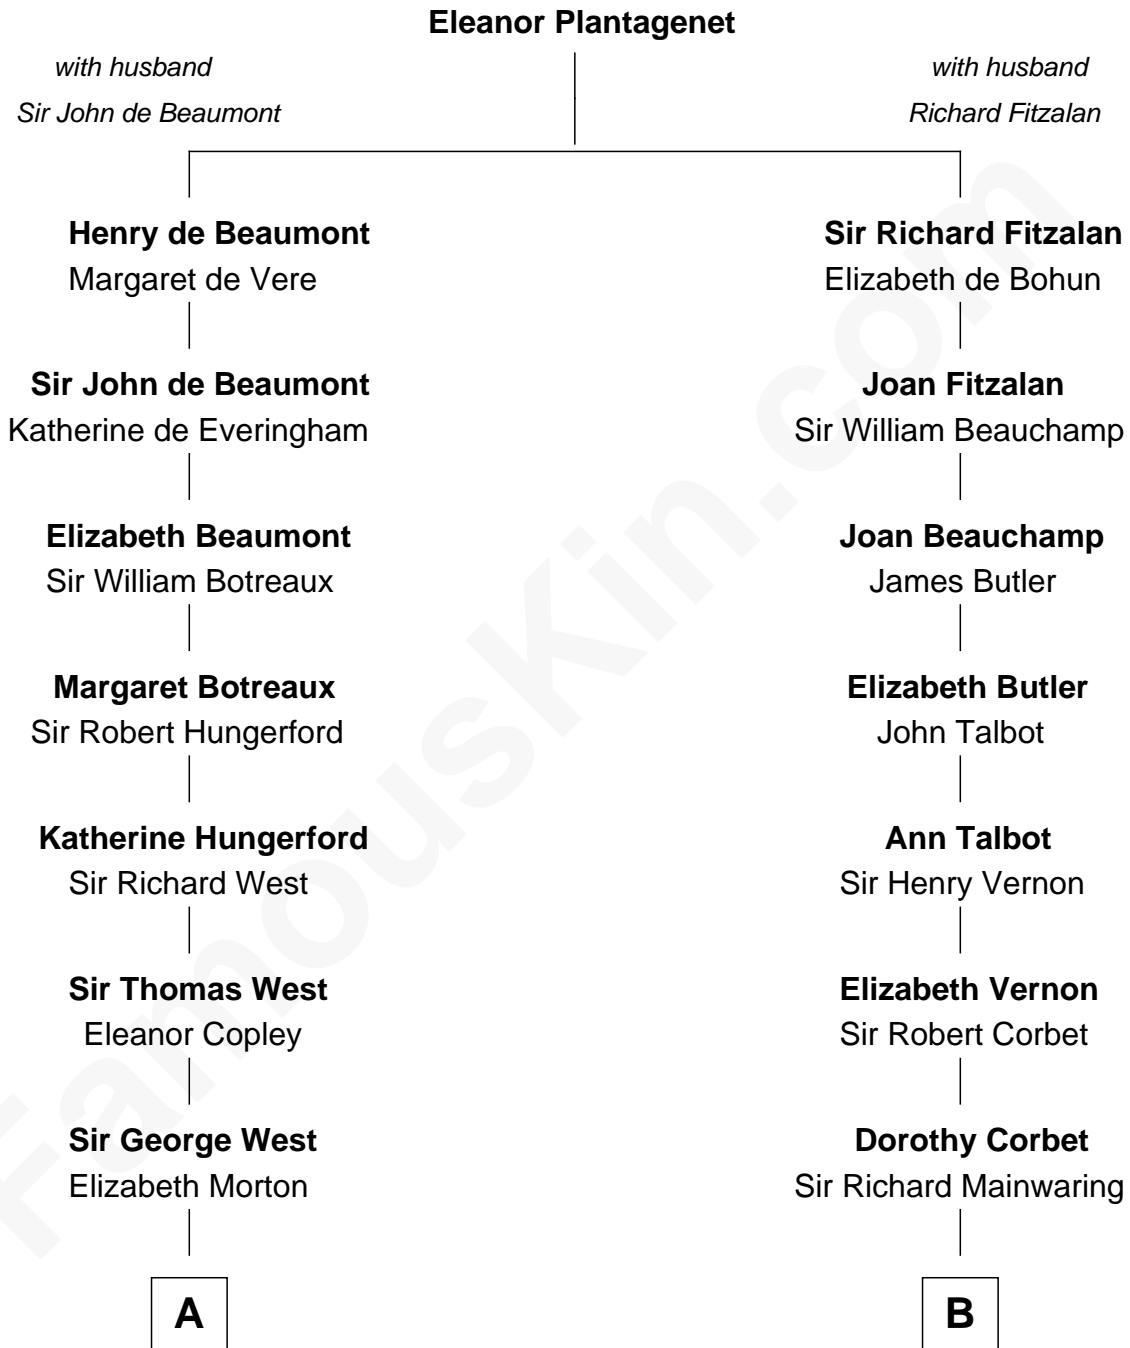 Eleanor Plantagenet
with husband
Sir John de Beaumont
with husband
Richard Fitzalan
Henry de Beaumont
Margaret de Vere
Sir Richard Fitzalan
Elizabeth de Bohun
Sir John de Beaumont
Katherine de Everingham
Joan Fitzalan
Sir William Beauchamp
Elizabeth Beaumont
Sir William Botreaux
Joan Beauchamp
James Butler
Margaret Botreaux
Sir Robert Hungerford
Elizabeth Butler
John Talbot
Katherine Hungerford
Sir Richard West
Ann Talbot
Sir Henry Vernon
Sir Thomas West
Eleanor Copley
Elizabeth Vernon
Sir Robert Corbet
Sir George West
Elizabeth Morton
Dorothy Corbet
Sir Richard Mainwaring
A
B
FamousKin.com